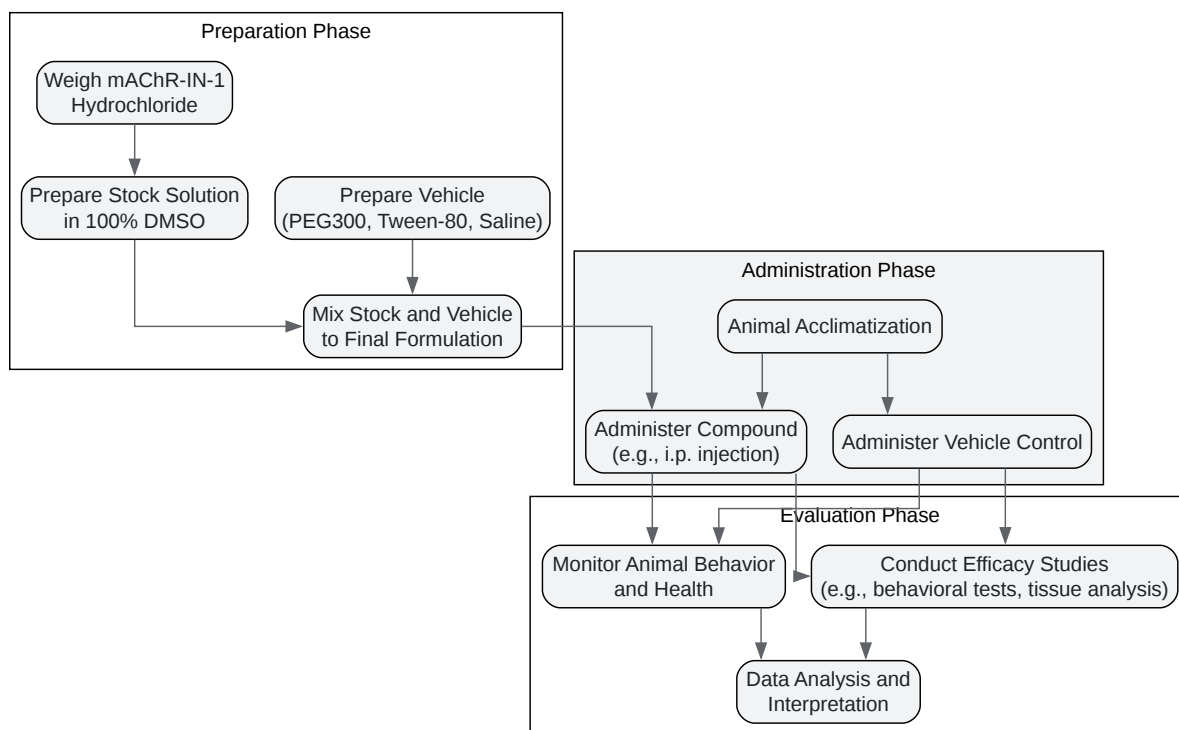 Preparation Phase
Weigh mAChR-IN-1
Hydrochloride
Prepare Stock Solution
in 100% DMSO
Prepare Vehicle
(PEG300, Tween-80, Saline)
Mix Stock and Vehicle
to Final Formulation
Administration Phase
Animal Acclimatization
Administer Compound
(e.g., i.p. injection)
Administer Vehicle Control
Evaluation Phase
Monitor Animal Behavior
and Health
Conduct Efficacy Studies
(e.g., behavioral tests, tissue analysis)
Data Analysis and
Interpretation